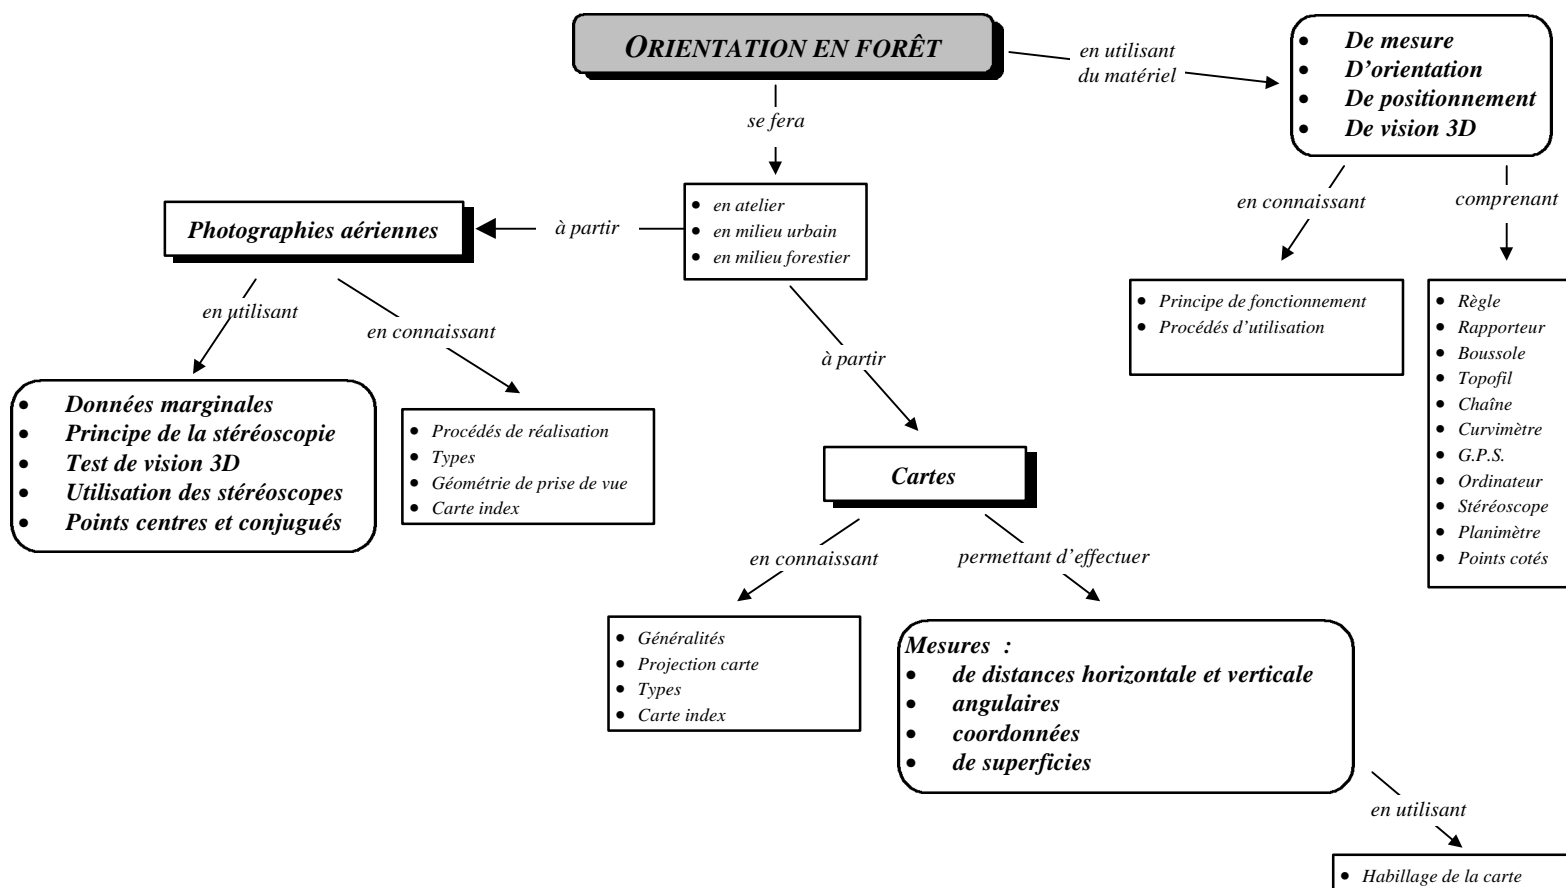 ORIENTATION EN FORÊT
en utilisant
du matériel
• De mesure
• D'orientation
• De positionnement
• De vision 3D
se fera
• en atelier
• en milieu urbain
• en milieu forestier
à partir
Photographies aériennes
en connaissant
comprenant
• Principe de fonctionnement
• Procédés d'utilisation
• Règle
• Rapporteur
• Boussole
• Topofil
• Chaîne
• Curvimètre
• G.P.S.
• Ordinateur
• Stéréoscope
• Planimètre
• Points cotés
en utilisant
en connaissant
à partir
• Données marginales
• Principe de la stéréoscopie
• Test de vision 3D
• Utilisation des stéréoscopes
• Points centres et conjugués
• Procédés de réalisation
• Types
• Géométrie de prise de vue
• Carte index
Cartes
en connaissant
permettant d'effectuer
• Généralités
• Projection carte
• Types
• Carte index
Mesures :
• de distances horizontale et verticale
• angulaires
• coordonnées
• de superficies
en utilisant
• Habillage de la carte